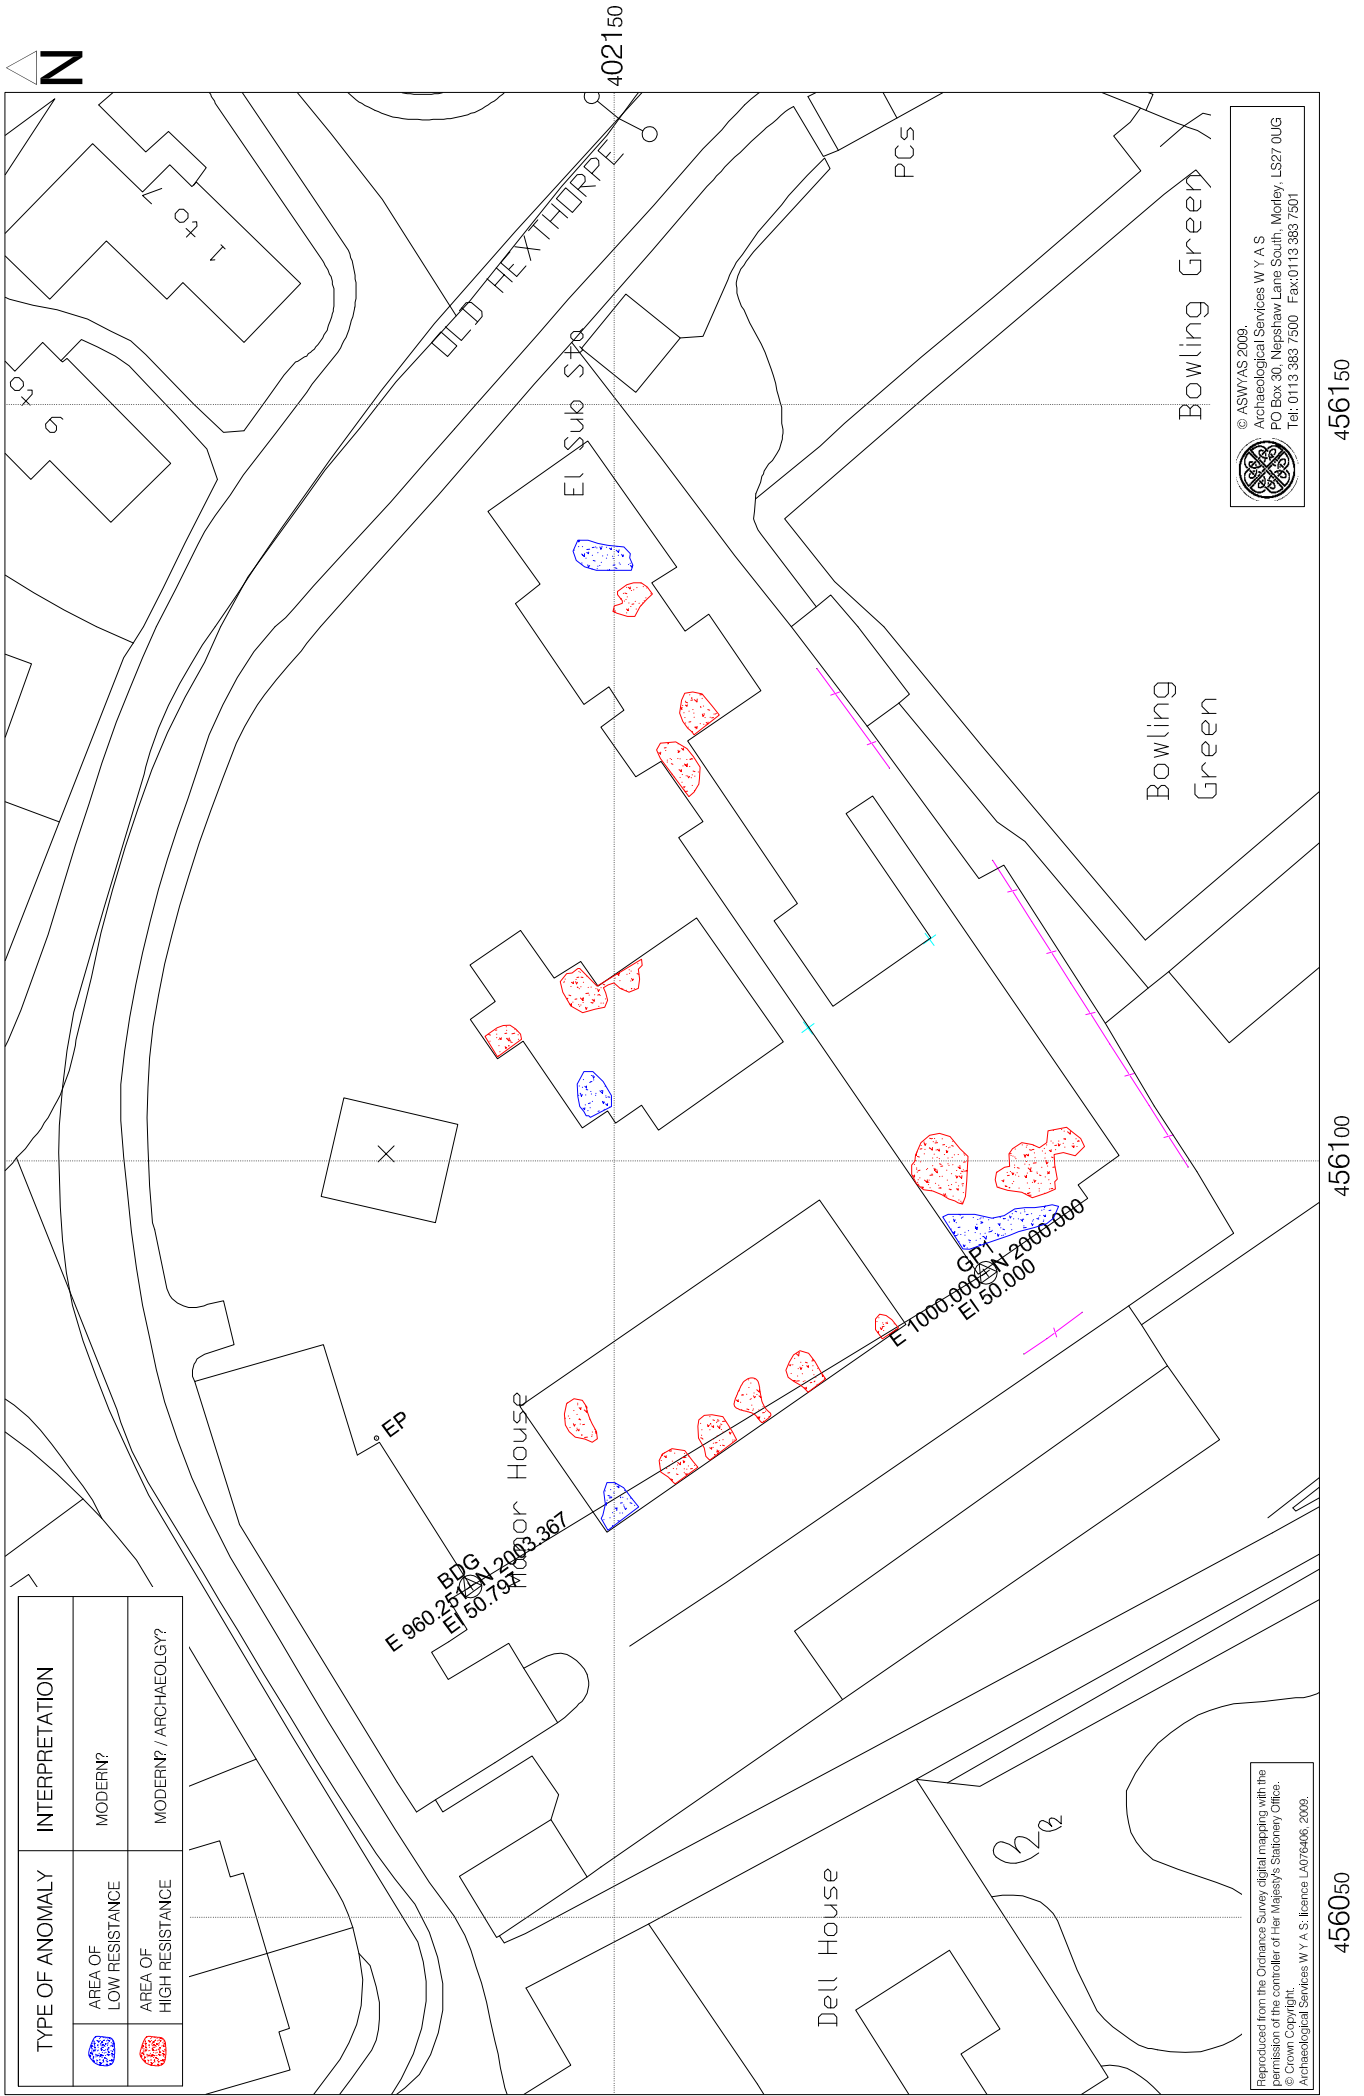 N
TYPE OF ANOMALY
INTERPRETATION
AREA OF
LOW RESISTANCE
MODERN?
AREA OF
HIGH RESISTANCE
MODERN? / ARCHAEOLGY?
402150
456050
456100
456150
6
to
1 to 7
OLD HEXTHORPE
El Sub Sta
PCs
EP
Manor House
BDG
El 50.797
GP1
E 1000.000
N 2000.000
El 50.000
N 2003.367
Dell House
Bowling
Green
Bowling Green
© ASWYAS 2009.
Archaeological Services W Y A S
PO Box 30, Nepshaw Lane South, Morley, LS27 0UG
Tel: 0113 383 7500 Fax:0113 383 7501
Reproduced from the Ordnance Survey digital mapping with the
permission of the controller of Her Majesty's Stationery Office.
© Crown Copyright.
Archaeological Services W Y A S: licence LA076406, 2009.